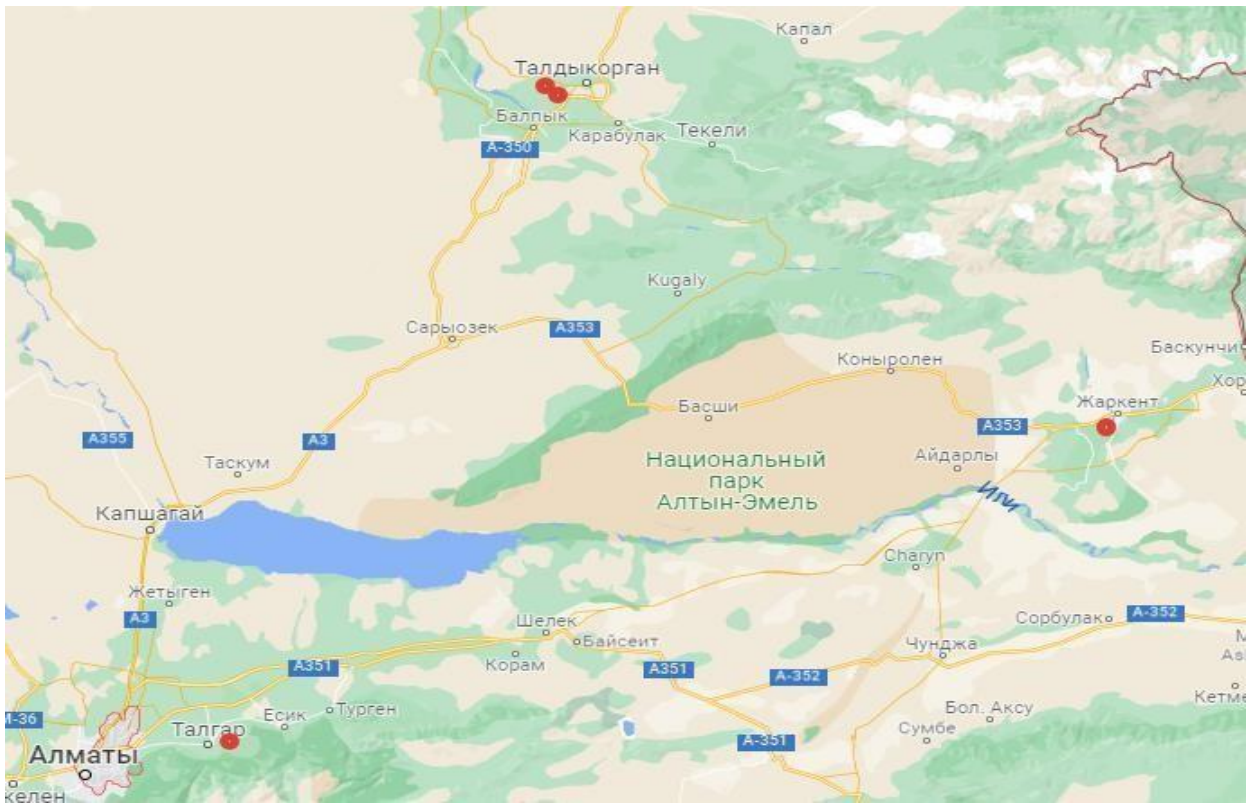 Капал
Талдыкорган
Балпык
Карабулак
Текели
А-350
Kugaly
Сарыозек
А353
Коныролен
Баскунчи
Хор
Жаркент
Басши
А353
А355
А3
Таскум
Национальный
парк
Алтын-Эмель
Айдарлы
Или
Капшагай
Charyn
Жетыген
А3
Шелек
Сорбулак
А-352
Байсеит
Чунджа
М
As
Корам
А351
А351
А-352
Кетме
М-36
Есик
Турген
Бол. Аксу
Талгар
Сумбе
А-351
Алматы
келен